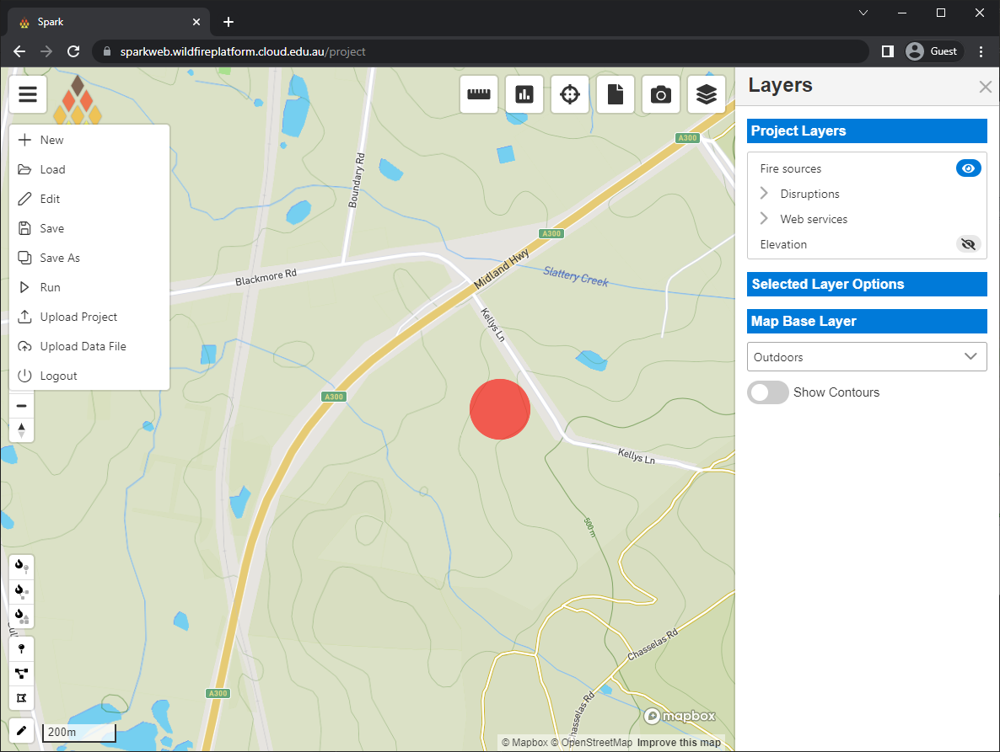 Spark
sparkweb.wildfireplatform.cloud.edu.au/project
Guest
New
Load
Edit
Save
Save As
Run
Upload Project
Upload Data File
Logout
Layers
Project Layers
Fire sources
Disruptions
Web services
Elevation
Selected Layer Options
Map Base Layer
Outdoors
Show Contours
A300
Boundary Rd
A300
Midland Hwy
Slattery Creek
Blackmore Rd
Kellys Ln
A300
Kellys Ln
500m
Chasselas Rd
A300
Chasselas Rd
mapbox
200m
© Mapbox © OpenStreetMap Improve this map